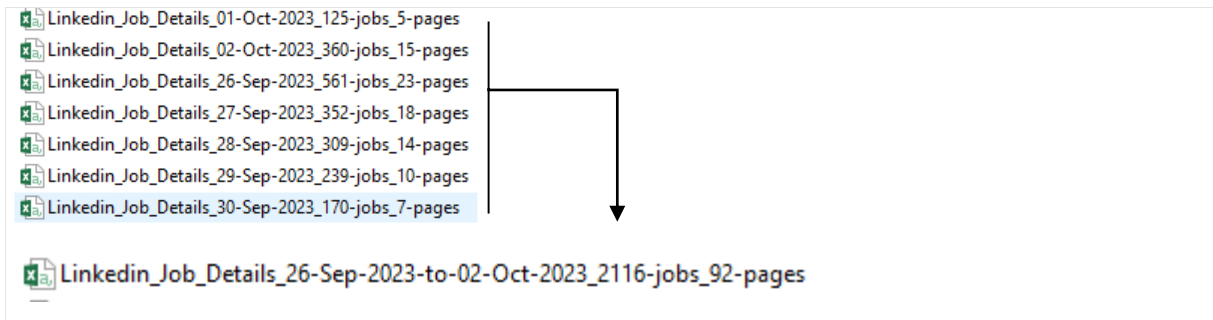 Linkedin_Job_Details_01-Oct-2023_125-jobs_5-pages
Linkedin_Job_Details_02-Oct-2023_360-jobs_15-pages
Linkedin_Job_Details_26-Sep-2023_561-jobs_23-pages
Linkedin_Job_Details_27-Sep-2023_352-jobs_18-pages
Linkedin_Job_Details_28-Sep-2023_309-jobs_14-pages
Linkedin_Job_Details_29-Sep-2023_239-jobs_10-pages
Linkedin_Job_Details_30-Sep-2023_170-jobs_7-pages
Linkedin_Job_Details_26-Sep-2023-to-02-Oct-2023_2116-jobs_92-pages